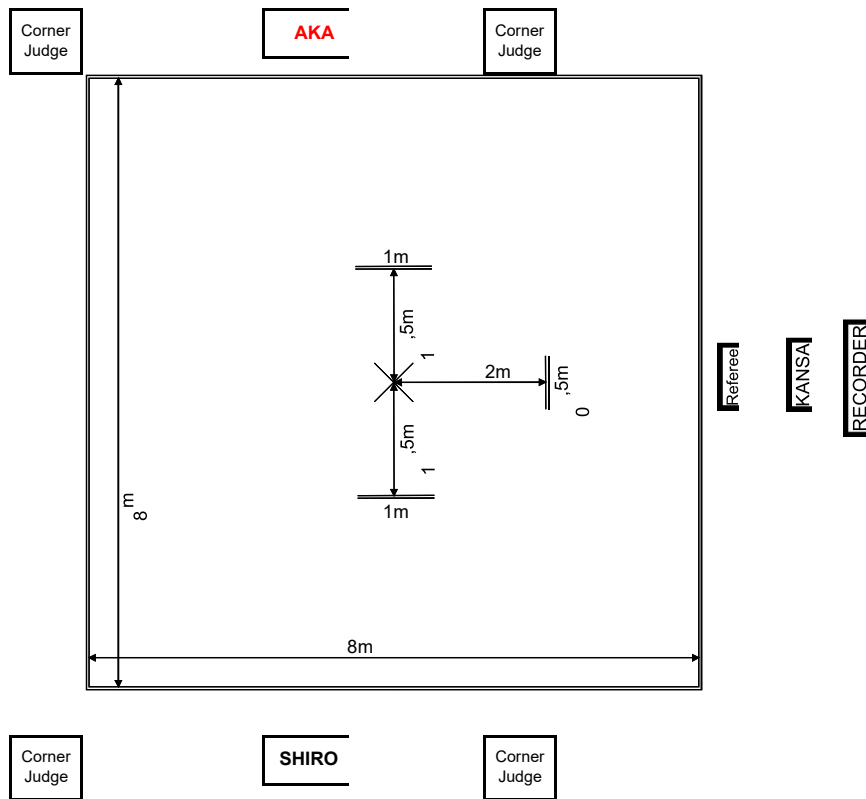 Corner
Judge
AKA
Corner
Judge
1m
1,5m
2m
0,5m
Referee
KANSA
RECORDER
1,5m
1m
8m
8m
Corner
Judge
SHIRO
Corner
Judge